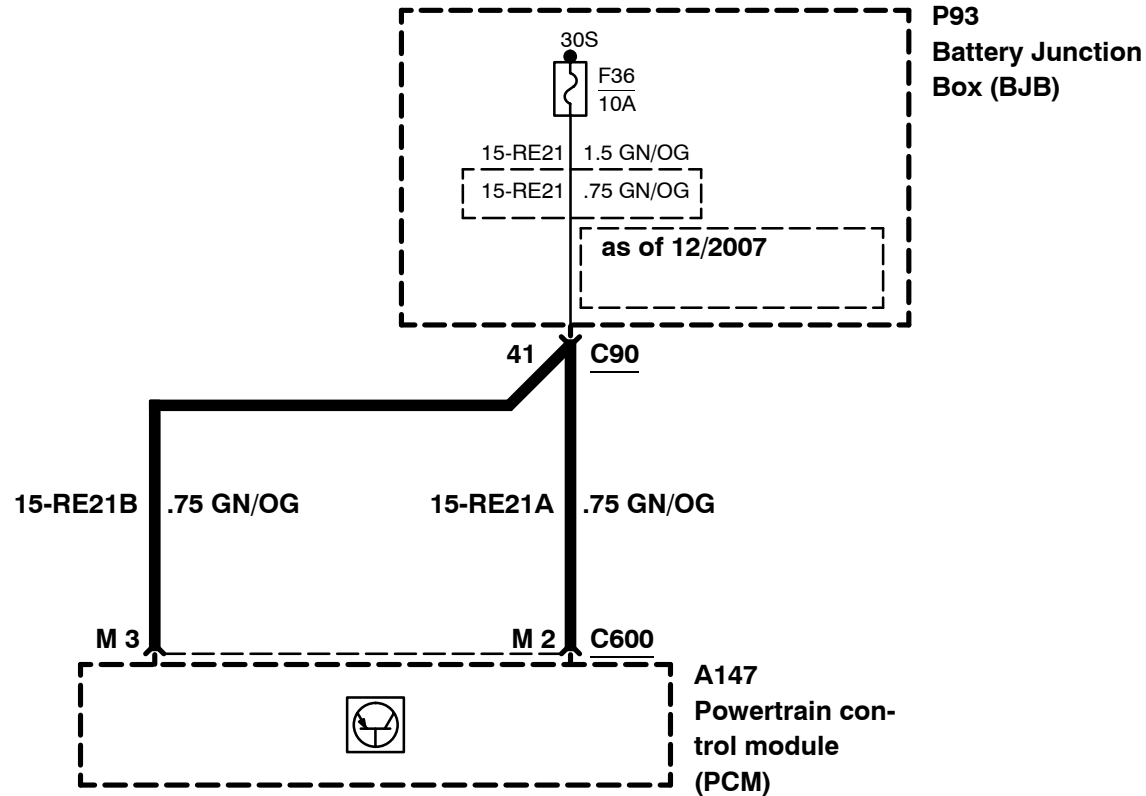 P93
Battery Junction
Box (BJB)
30S
F36
10A
15-RE21 1.5 GN/OG
15-RE21 .75 GN/OG
as of 12/2007
41 C90
15-RE21B .75 GN/OG 15-RE21A .75 GN/OG
M 3 M 2 C600
A147
Powertrain con-
trol module
(PCM)